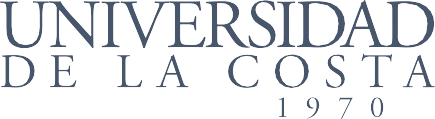 UNIVERSIDAD
DE LA COSTA
1970